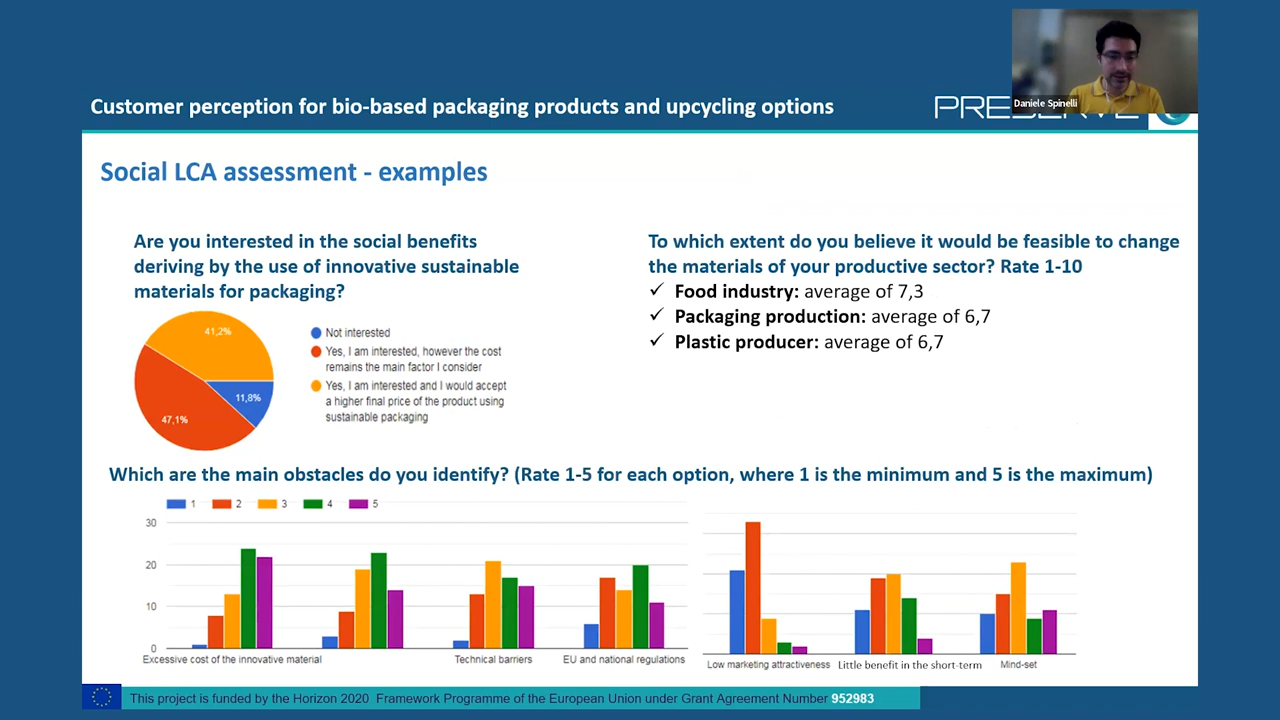 Daniele Spinelli
Customer perception for bio-based packaging products and upcycling options
PRESERVE
Social LCA assessment - examples
Are you interested in the social benefits
deriving by the use of innovative sustainable
materials for packaging?
41,2%
11,8%
47,1%
Not interested
Yes, I am interested, however the cost
remains the main factor I consider
Yes, I am interested and I would accept
a higher final price of the product using
sustainable packaging
To which extent do you believe it would be feasible to change
the materials of your productive sector? Rate 1-10
✓ Food industry: average of 7,3
✓ Packaging production: average of 6,7
✓ Plastic producer: average of 6,7
Which are the main obstacles do you identify? (Rate 1-5 for each option, where 1 is the minimum and 5 is the maximum)
1 2 3 4 5
30
20
10
0
Excessive cost of the innovative material
Technical barriers
EU and national regulations
Low marketing attractiveness
Little benefit in the short-term
Mind-set
This project is funded by the Horizon 2020 Framework Programme of the European Union under Grant Agreement Number 952983